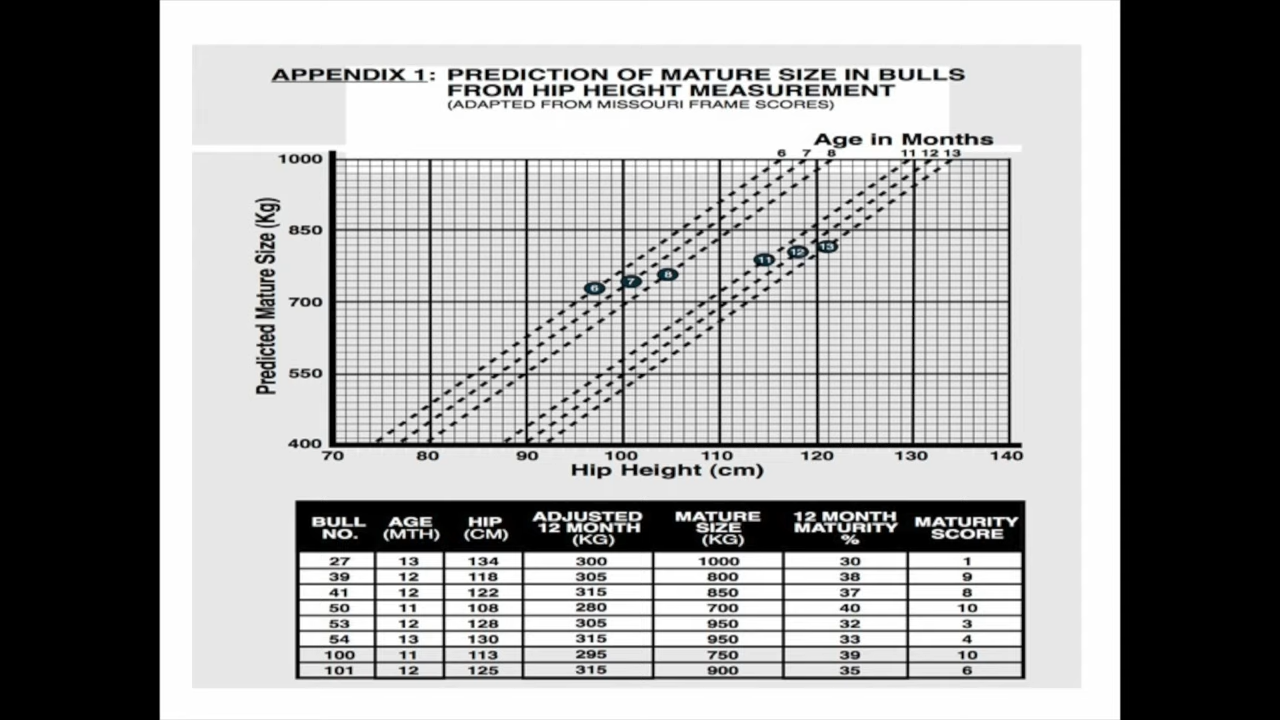 APPENDIX 1: PREDICTION OF MATURE SIZE IN BULLS
FROM HIP HEIGHT MEASUREMENT
(ADAPTED FROM MISSOURI FRAME SCORES)
Age in Months
6 7 8 11 12 13
Predicted Mature Size (Kg)
1000
850
700
550
400
6 7 8 11 12 13
70 80 90 100 110 120 130 140
Hip Height (cm)
BULL NO. AGE (MTH) HIP (CM) ADJUSTED 12 MONTH (KG) MATURE SIZE (KG) 12 MONTH MATURITY % MATURITY SCORE
27 13 134 300 1000 30 1
39 12 118 305 800 38 9
41 12 122 315 850 37 8
50 11 108 280 700 40 10
53 12 128 305 950 32 3
54 13 130 315 950 33 4
100 11 113 295 750 39 10
101 12 125 315 900 35 6